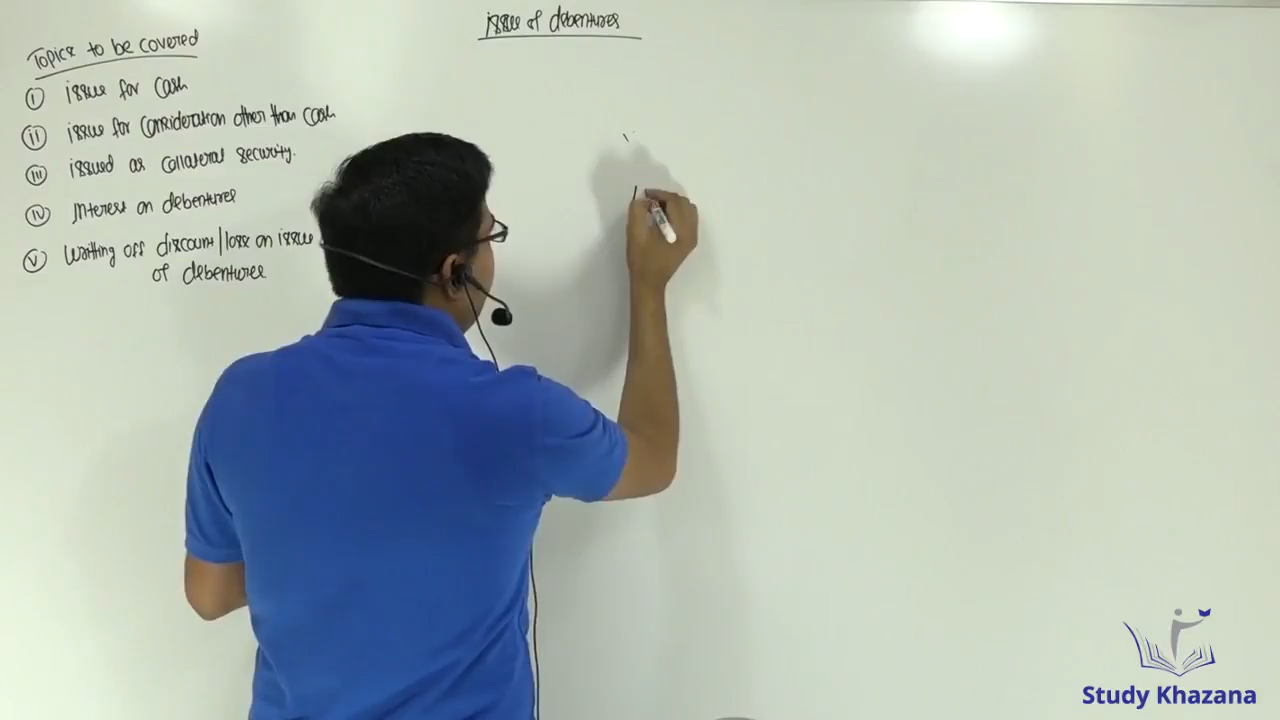 issue of debentures
Topics to be covered
i issue for cash
ii issue for consideration other than cash
iii issued as collateral security.
iv Interest on debentures
v Writting off discount/loss on issue
of debentures
Study Khazana